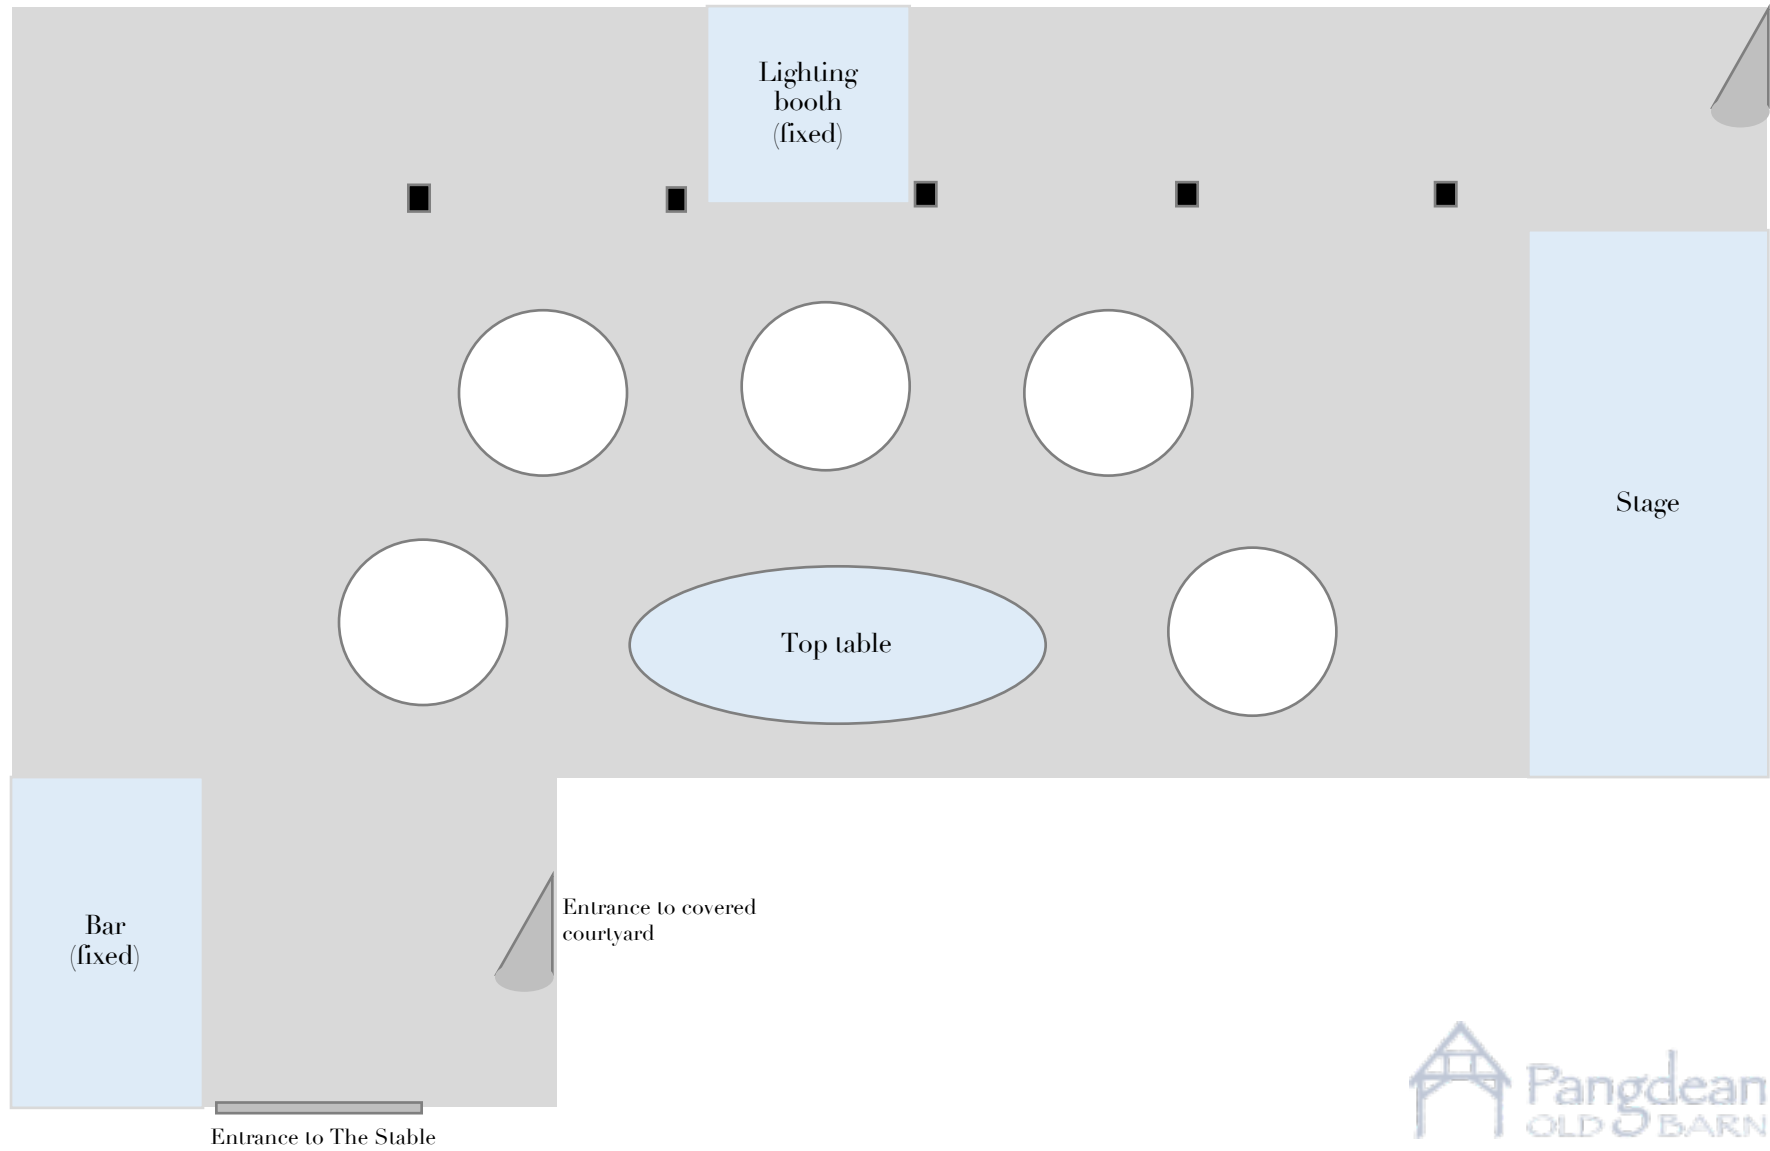 Lighting
booth
(fixed)
Stage
Top table
Bar
(fixed)
Entrance to covered
courtyard
Entrance to The Stable
Pangdean
OLD BARN